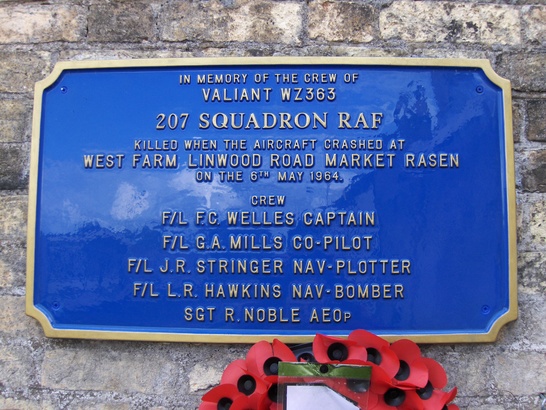 IN MEMORY OF THE CREW OF
VALIANT WZ363
207 SQUADRON RAF
KILLED WHEN THE AIRCRAFT CRASHED AT
WEST FARM LINWOOD ROAD MARKET RASEN
ON THE 6TH MAY 1964.
CREW
F/L F.C. WELLES CAPTAIN
F/L G.A. MILLS CO-PILOT
F/L J.R. STRINGER NAV-PLOTTER
F/L L.R. HAWKINS NAV-BOMBER
SGT R. NOBLE AEOP